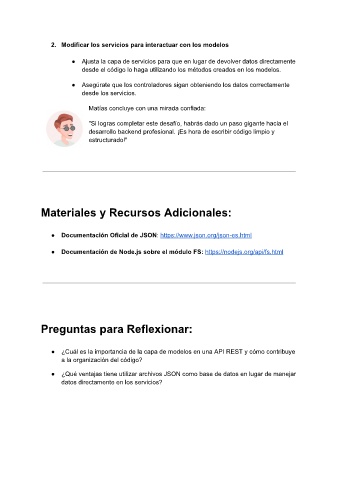 2. Modificar los servicios para interactuar con los modelos
● Ajusta la capa de servicios para que en lugar de devolver datos directamente
desde el código lo haga utilizando los métodos creados en los modelos.
● Asegúrate que los controladores sigan obteniendo los datos correctamente
desde los servicios.
Matías concluye con una mirada confiada:
"Si logras completar este desafío, habrás dado un paso gigante hacia el
desarrollo backend profesional. ¡Es hora de escribir código limpio y
estructurado!"
Materiales y Recursos Adicionales:
● Documentación Oficial de JSON: https://www.json.org/json-es.html
● Documentación de Node.js sobre el módulo FS: https://nodejs.org/api/fs.html
Preguntas para Reflexionar:
● ¿Cuál es la importancia de la capa de modelos en una API REST y cómo contribuye
a la organización del código?
● ¿Qué ventajas tiene utilizar archivos JSON como base de datos en lugar de manejar
datos directamente en los servicios?